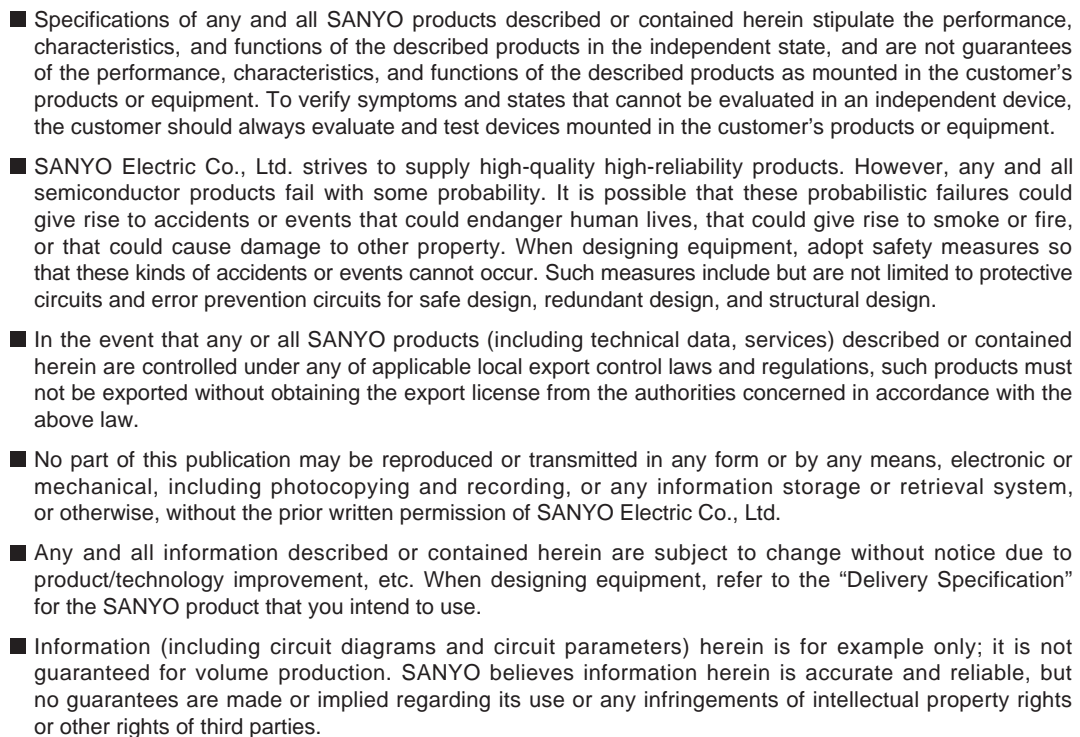 ■ Specifications of any and all SANYO products described or contained herein stipulate the performance,
characteristics, and functions of the described products in the independent state, and are not guarantees
of the performance, characteristics, and functions of the described products as mounted in the customer’s
products or equipment. To verify symptoms and states that cannot be evaluated in an independent device,
the customer should always evaluate and test devices mounted in the customer’s products or equipment.
■ SANYO Electric Co., Ltd. strives to supply high-quality high-reliability products. However, any and all
semiconductor products fail with some probability. It is possible that these probabilistic failures could
give rise to accidents or events that could endanger human lives, that could give rise to smoke or fire,
or that could cause damage to other property. When designing equipment, adopt safety measures so
that these kinds of accidents or events cannot occur. Such measures include but are not limited to protective
circuits and error prevention circuits for safe design, redundant design, and structural design.
■ In the event that any or all SANYO products (including technical data, services) described or contained
herein are controlled under any of applicable local export control laws and regulations, such products must
not be exported without obtaining the export license from the authorities concerned in accordance with the
above law.
■ No part of this publication may be reproduced or transmitted in any form or by any means, electronic or
mechanical, including photocopying and recording, or any information storage or retrieval system,
or otherwise, without the prior written permission of SANYO Electric Co., Ltd.
■ Any and all information described or contained herein are subject to change without notice due to
product/technology improvement, etc. When designing equipment, refer to the “Delivery Specification”
for the SANYO product that you intend to use.
■ Information (including circuit diagrams and circuit parameters) herein is for example only; it is not
guaranteed for volume production. SANYO believes information herein is accurate and reliable, but
no guarantees are made or implied regarding its use or any infringements of intellectual property rights
or other rights of third parties.